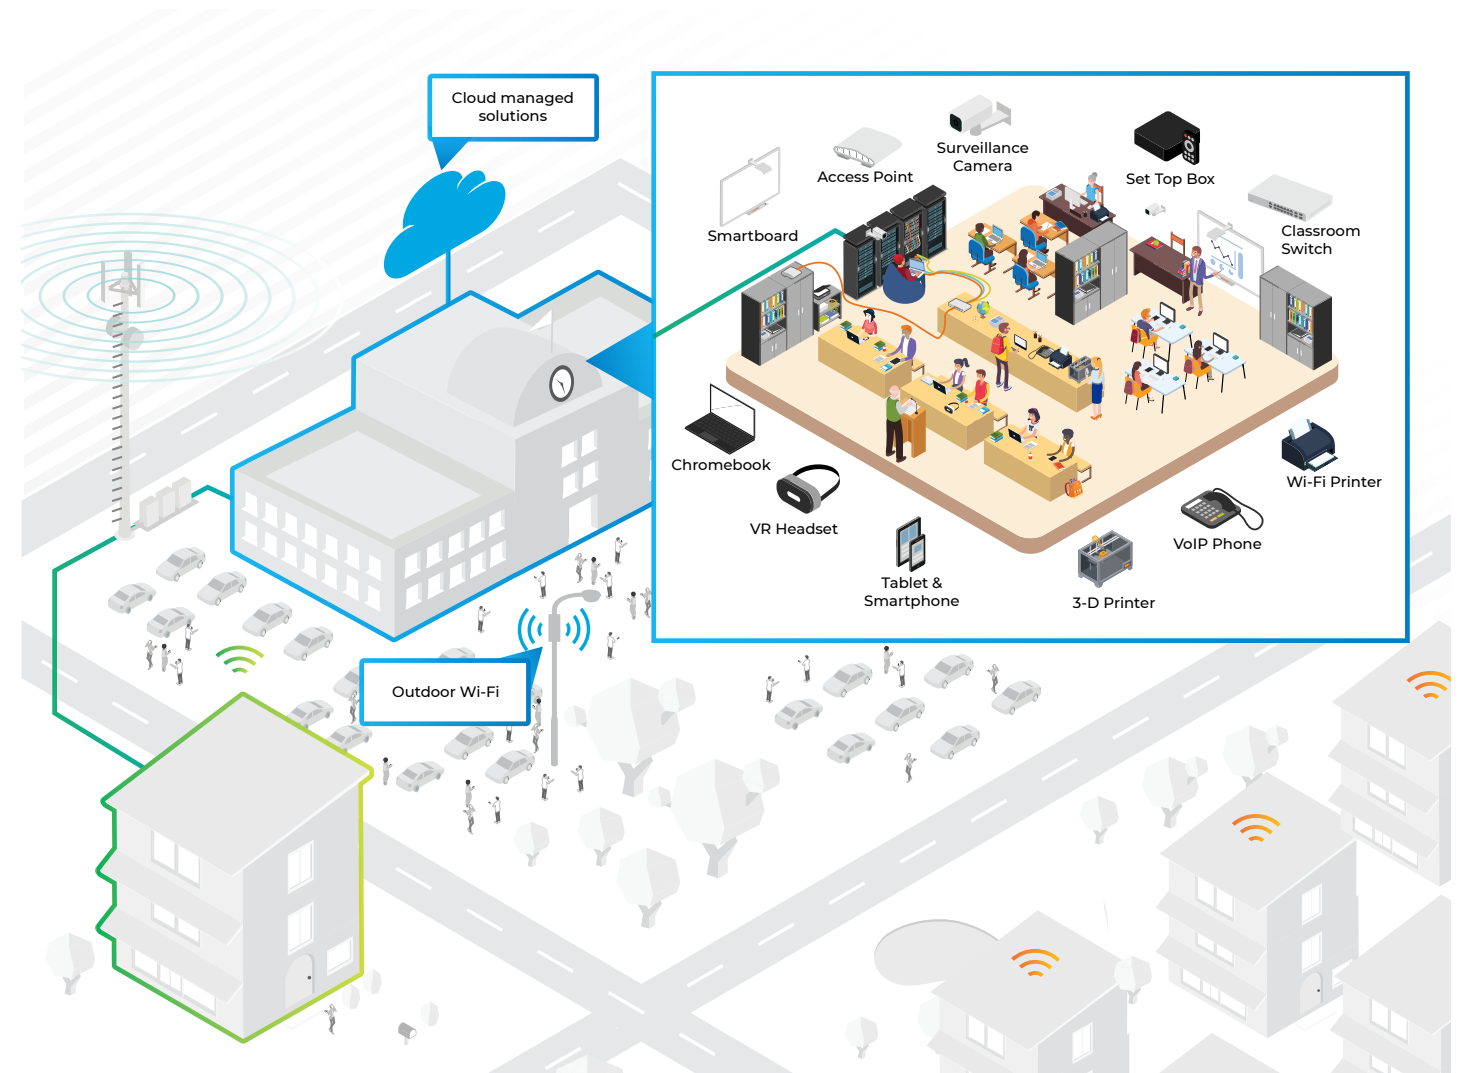 Cloud managed
solutions
Surveillance
Camera
Access Point
Set Top Box
Smartboard
Classroom
Switch
Chromebook
Wi-Fi Printer
VR Headset
VoIP Phone
Tablet &
Smartphone
3-D Printer
Outdoor Wi-Fi